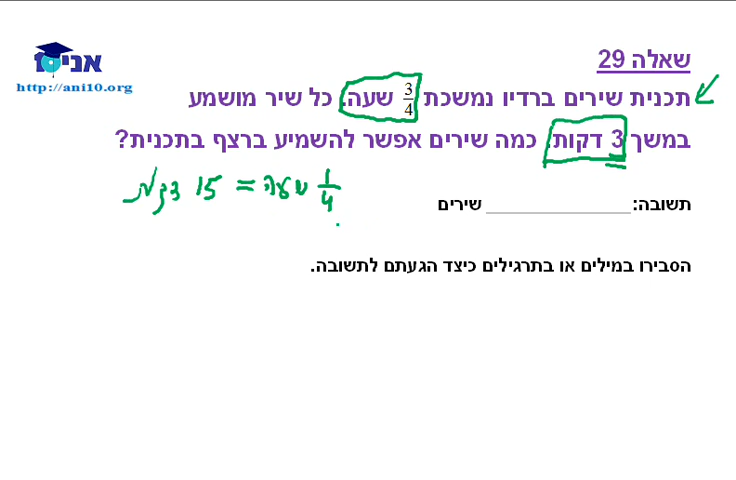 אני10
http://ani10.org
שאלה 29
תכנית שירים ברדיו נמשכת 3/4 שעה. כל שיר מושמע
במשך 3 דקות. כמה שירים אפשר להשמיע ברצף בתכנית?
1/4 שעה = 15 דקות
תשובה: ____________________ שירים
הסבירו במילים או בתרגילים כיצד הגעתם לתשובה.